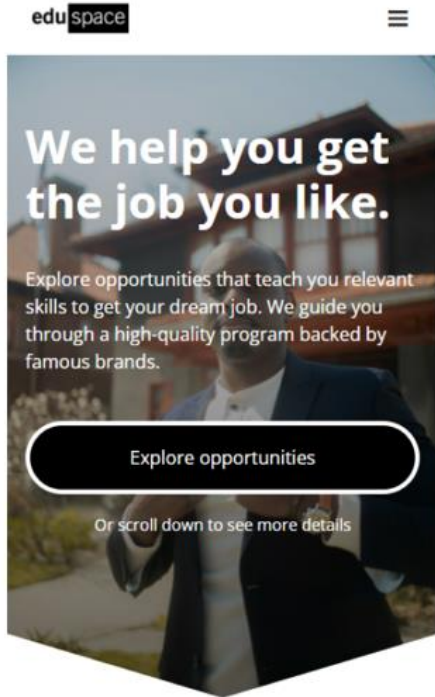 eduspace
We help you get
the job you like.
Explore opportunities that teach you relevant
skills to get your dream job. We guide you
through a high-quality program backed by
famous brands.
Explore opportunities
Or scroll down to see more details